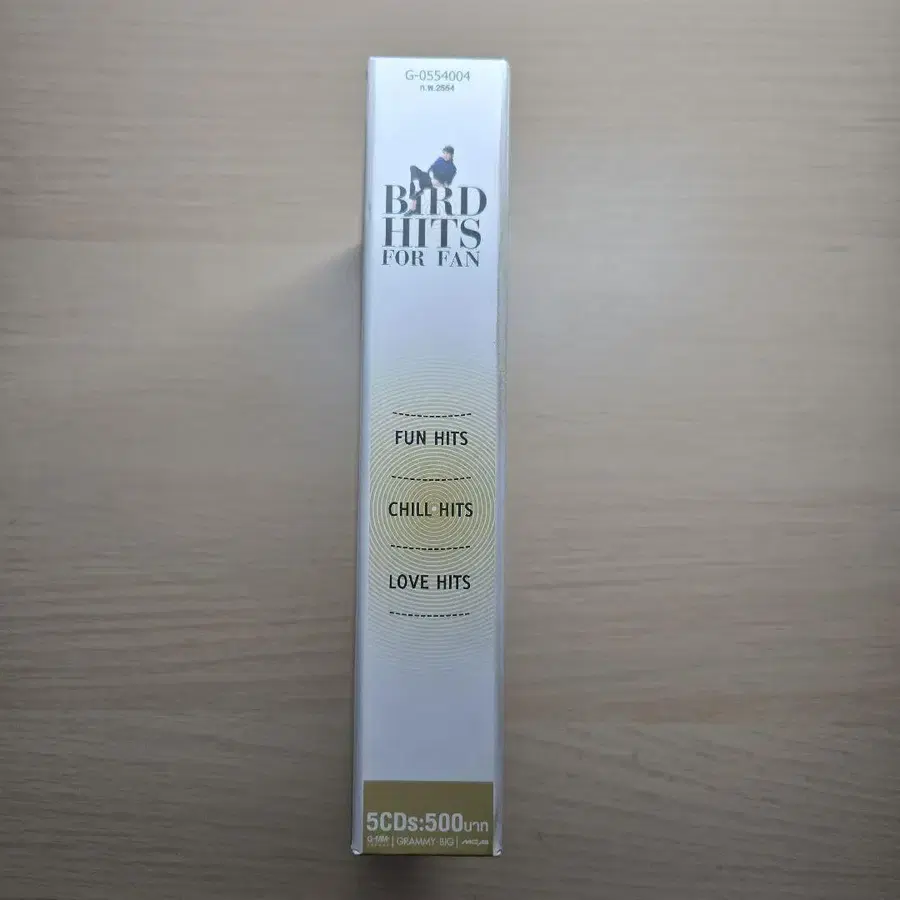 G-0554004
ก.พ.2554
BIRD
HITS
FOR FAN
FUN HITS
CHILL HITS
LOVE HITS
5CDs:500บาท
GRAMMY BIG